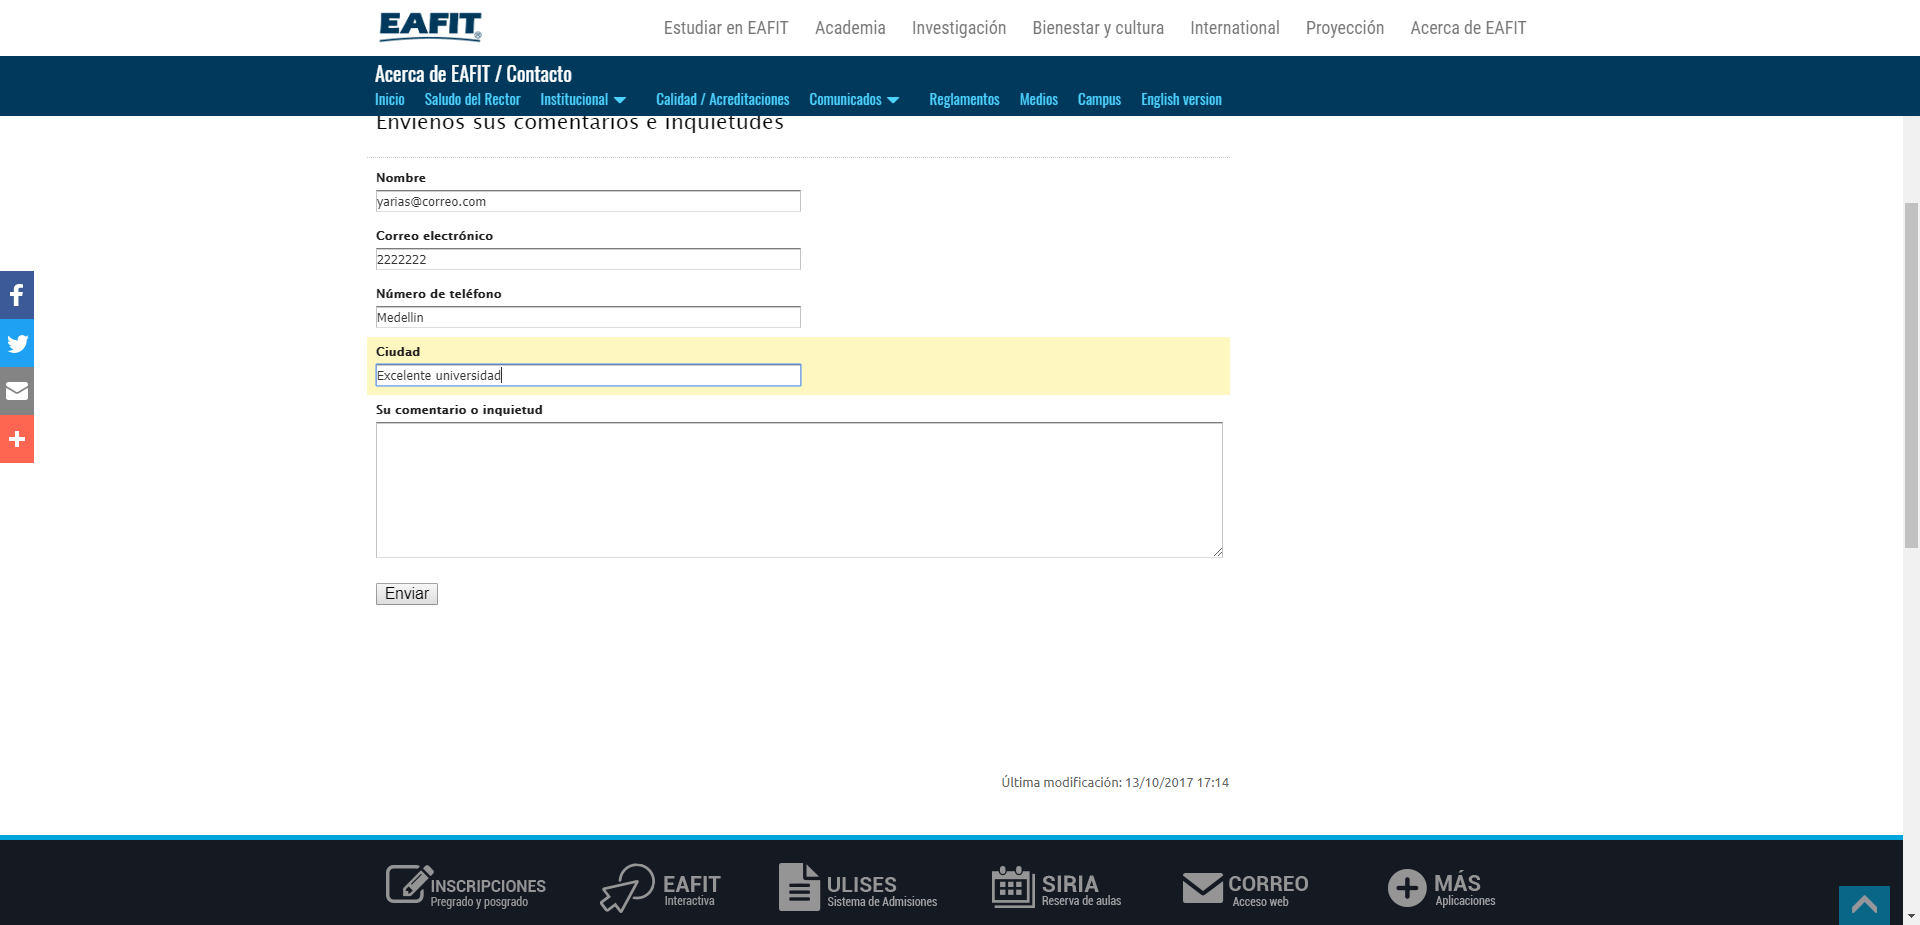 EAFIT®
Estudiar en EAFIT Academia Investigación Bienestar y cultura International Proyección Acerca de EAFIT
Acerca de EAFIT / Contacto
Inicio Saludo del Rector Institucional Calidad / Acreditaciones Comunicados Reglamentos Medios Campus English version
Envíenos sus comentarios e inquietudes
Nombre
yarias@correo.com
Correo electrónico
2222222
Número de teléfono
Medellin
Ciudad
Excelente universidad
Su comentario o inquietud
Enviar
Última modificación: 13/10/2017 17:14
INSCRIPCIONES
Pregrado y posgrado
EAFIT
Interactiva
ULISES
Sistema de Admisiones
SIRIA
Reserva de aulas
CORREO
Acceso web
MÁS
Aplicaciones